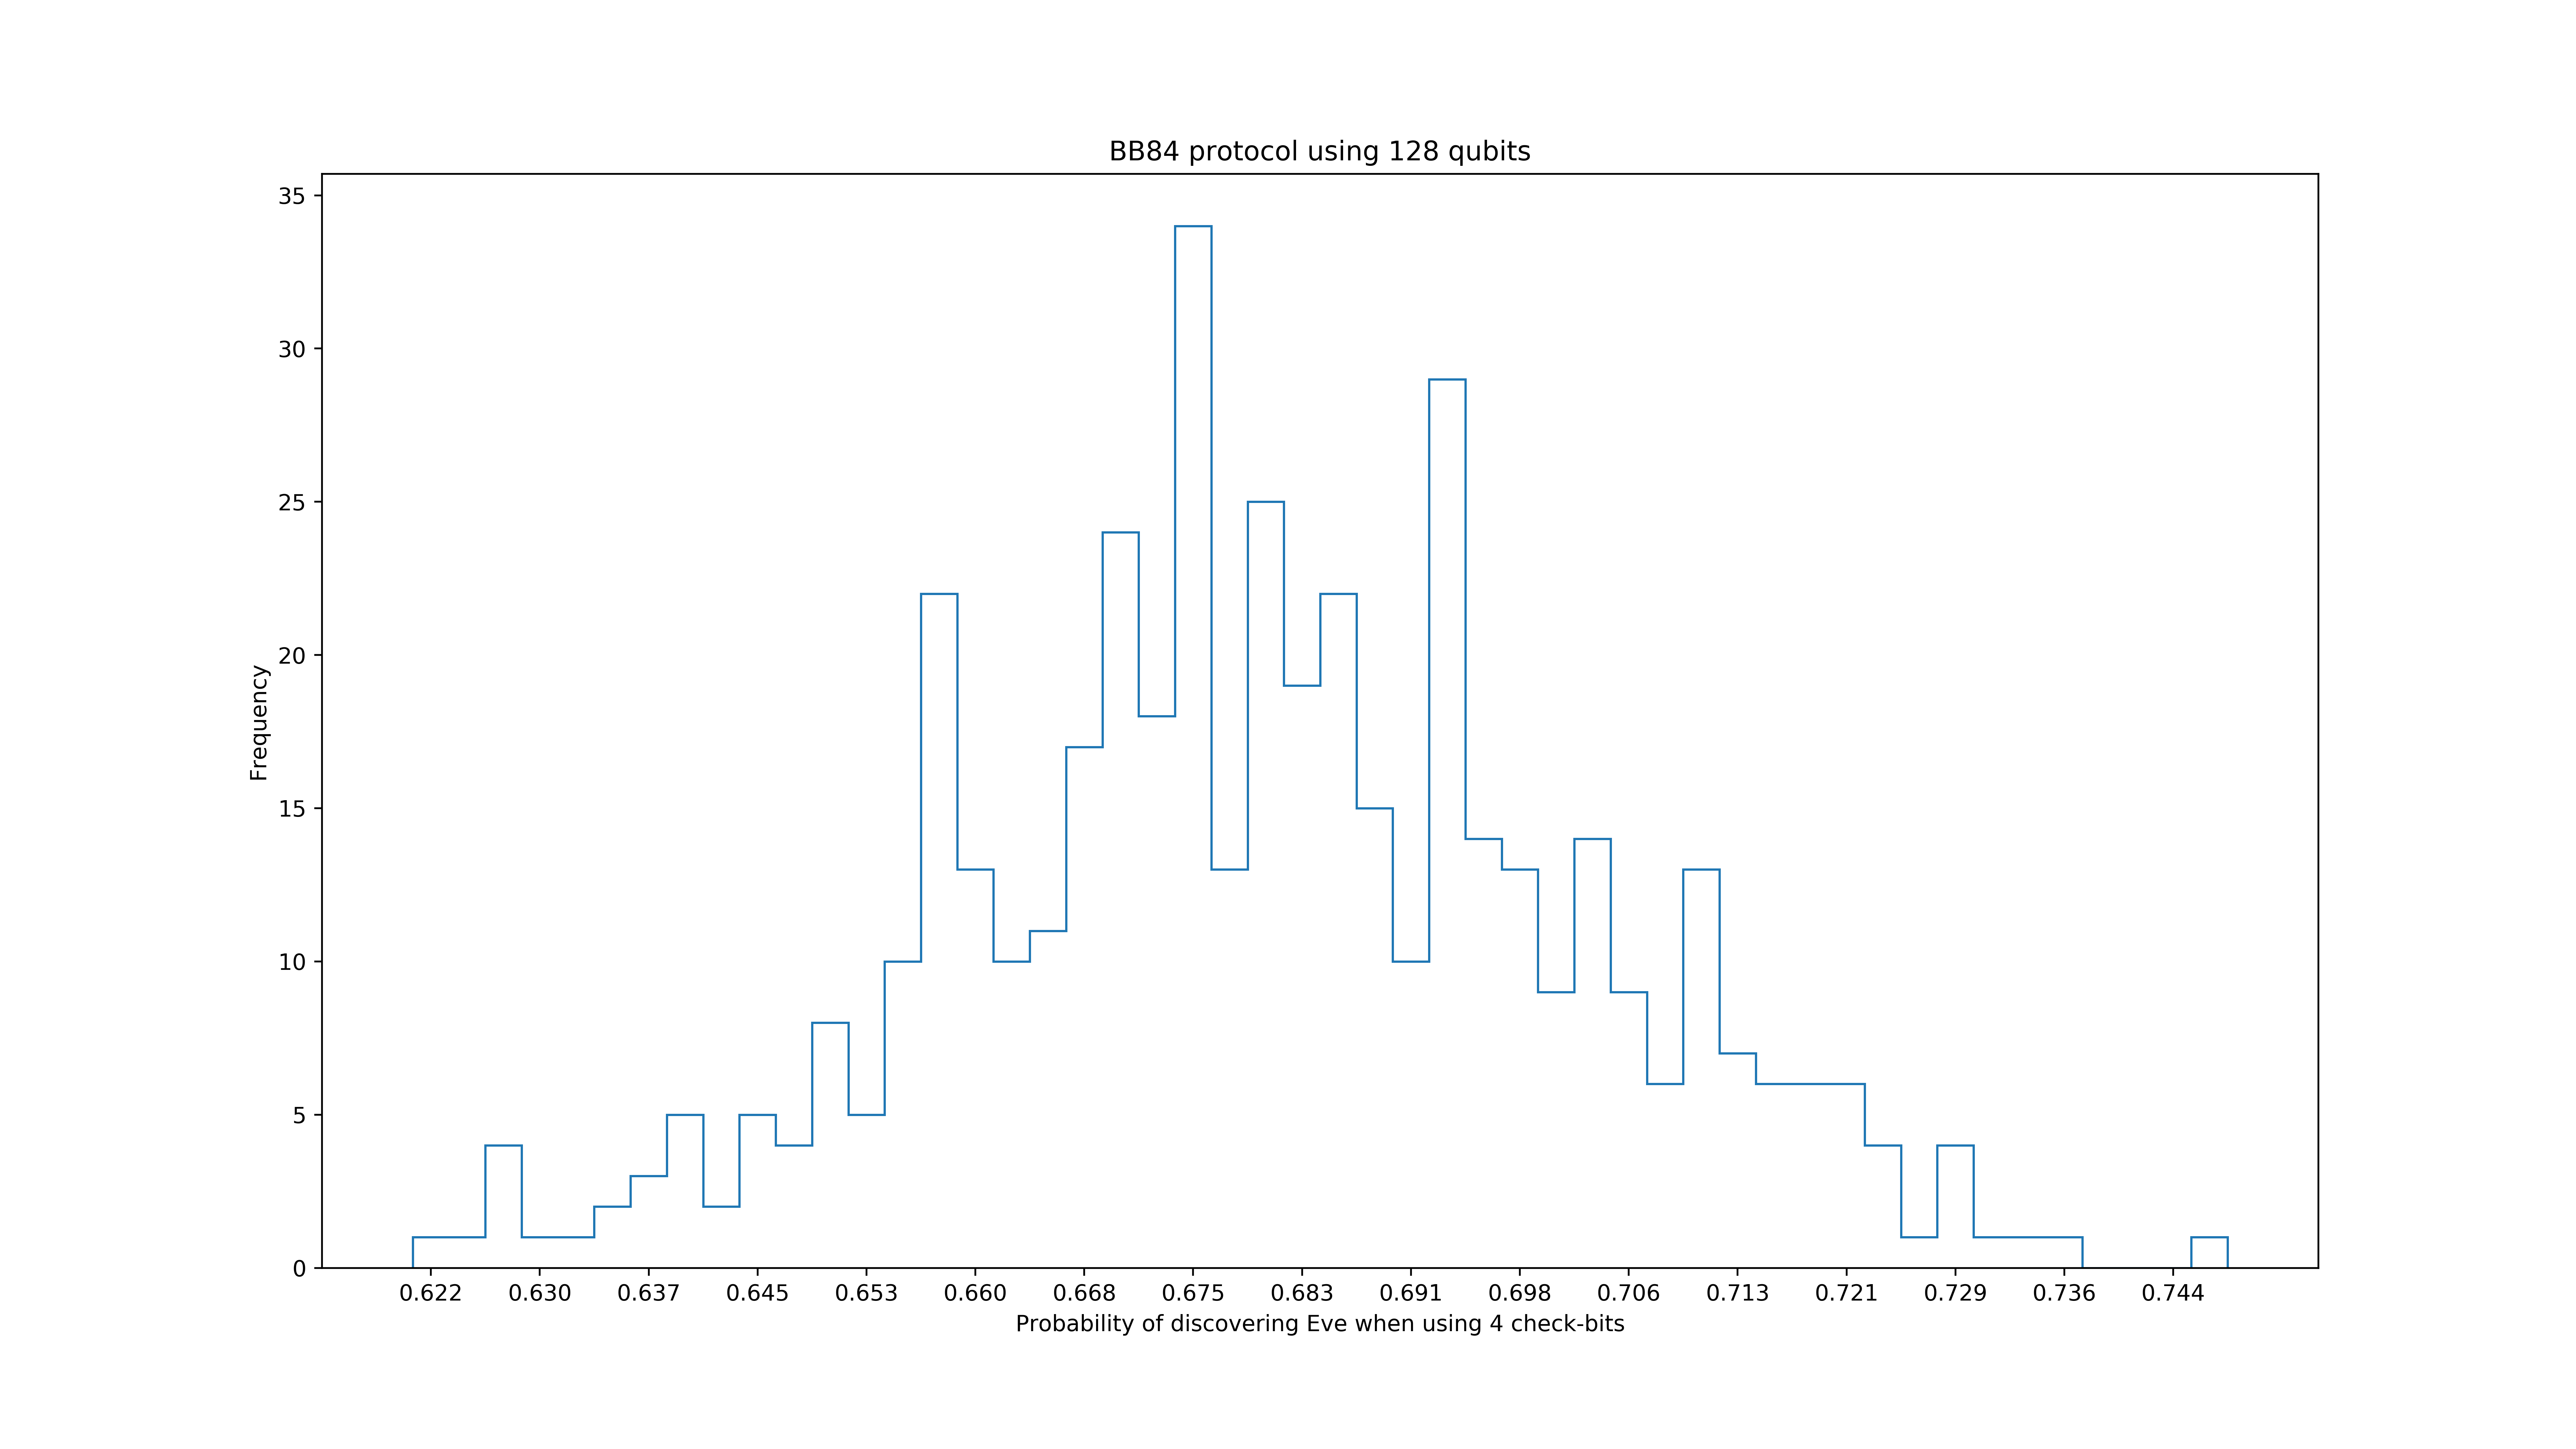 BB84 protocol using 128 qubits
35
30
25
20
15
10
5
0
Frequency
0.622 0.630 0.637 0.645 0.653 0.660 0.668 0.675 0.683 0.691 0.698 0.706 0.713 0.721 0.729 0.736 0.744
Probability of discovering Eve when using 4 check-bits